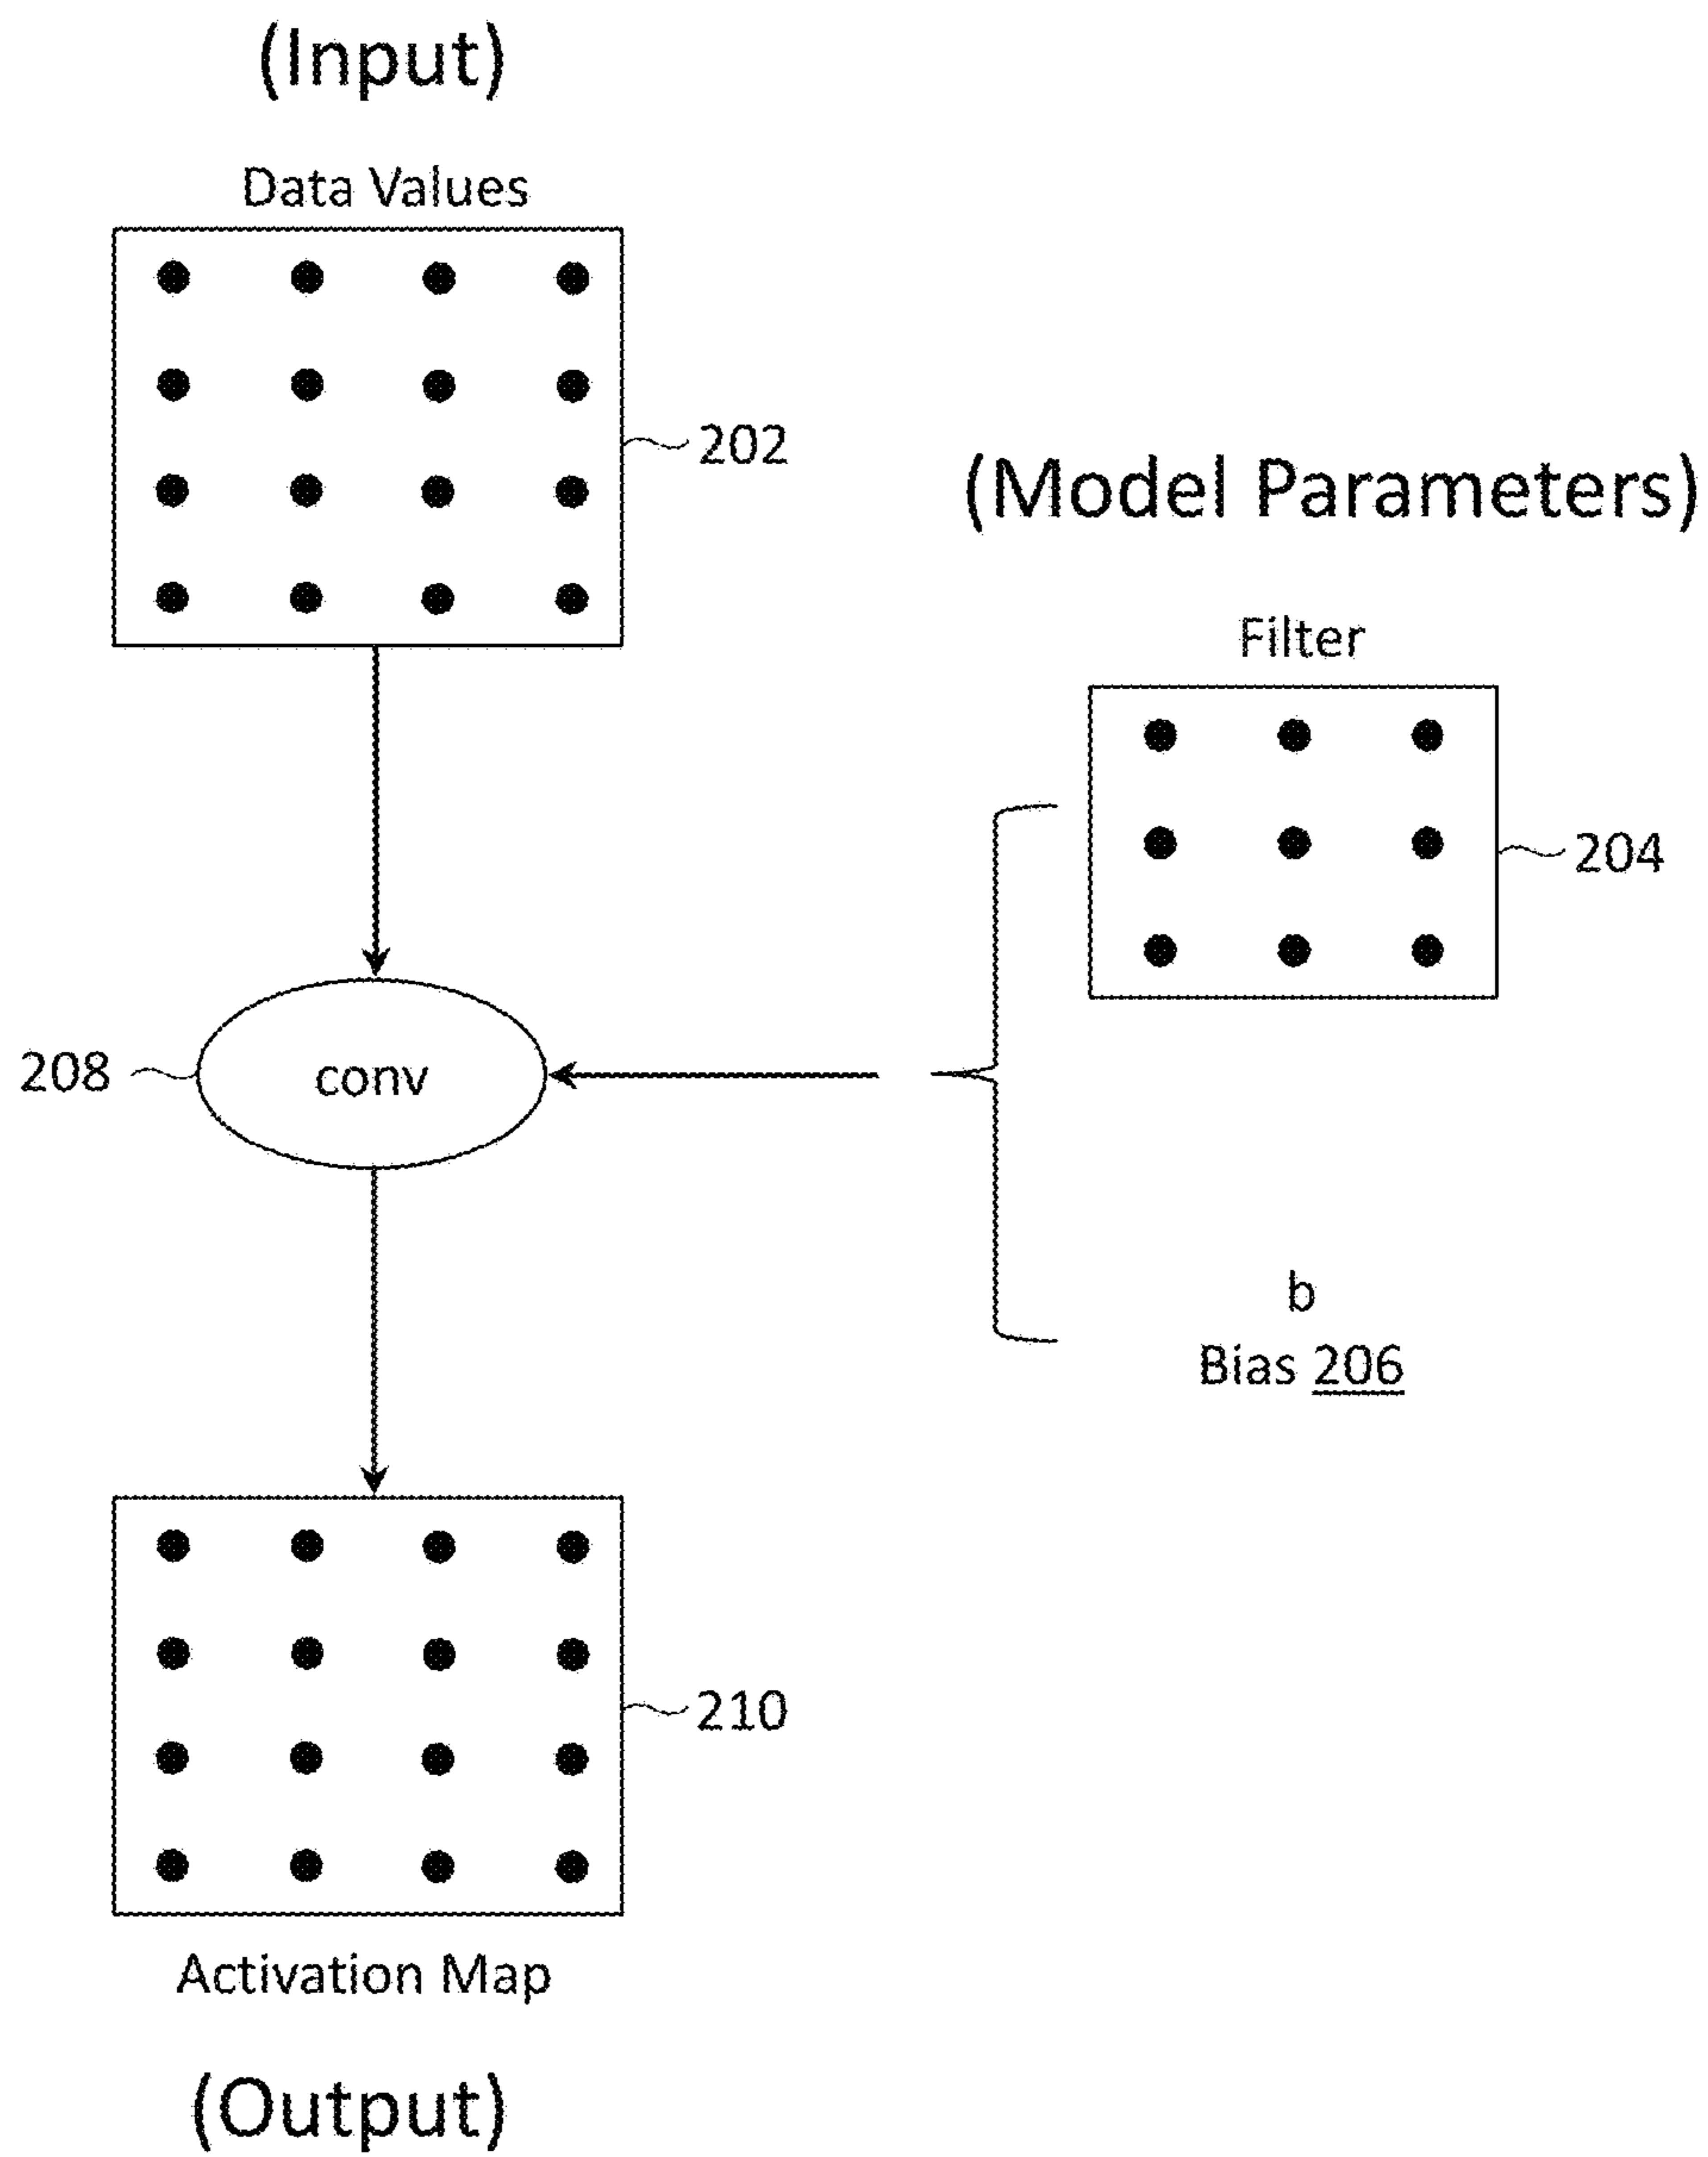 (Input)
Data Values
202
(Model Parameters)
Filter
204
208
conv
b
Bias 206
210
Activation Map
(Output)